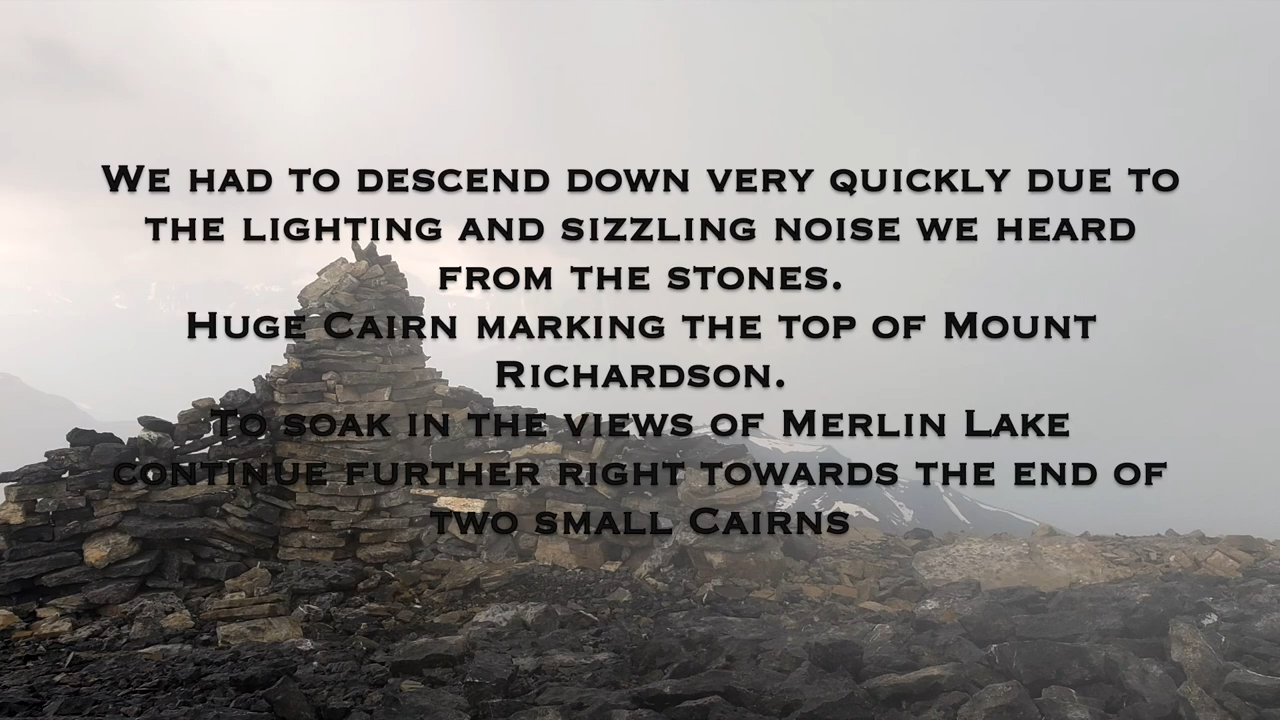 We had to descend down very quickly due to
the lighting and sizzling noise we heard
from the stones.
Huge Cairn marking the top of Mount
Richardson.
To soak in the views of Merlin Lake
continue further right towards the end of
two small Cairns